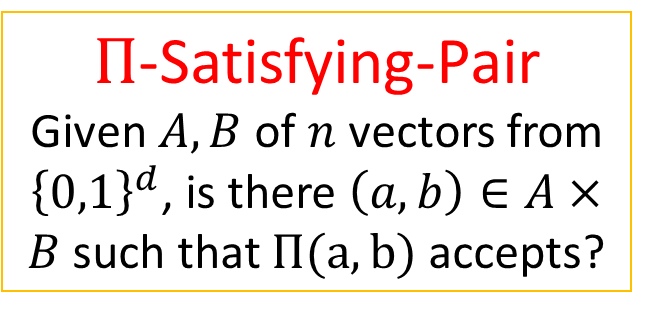 Π-Satisfying-Pair
Given A, B of n vectors from
{0,1}ᵈ, is there (a, b) ∈ A ×
B such that Π(a, b) accepts?